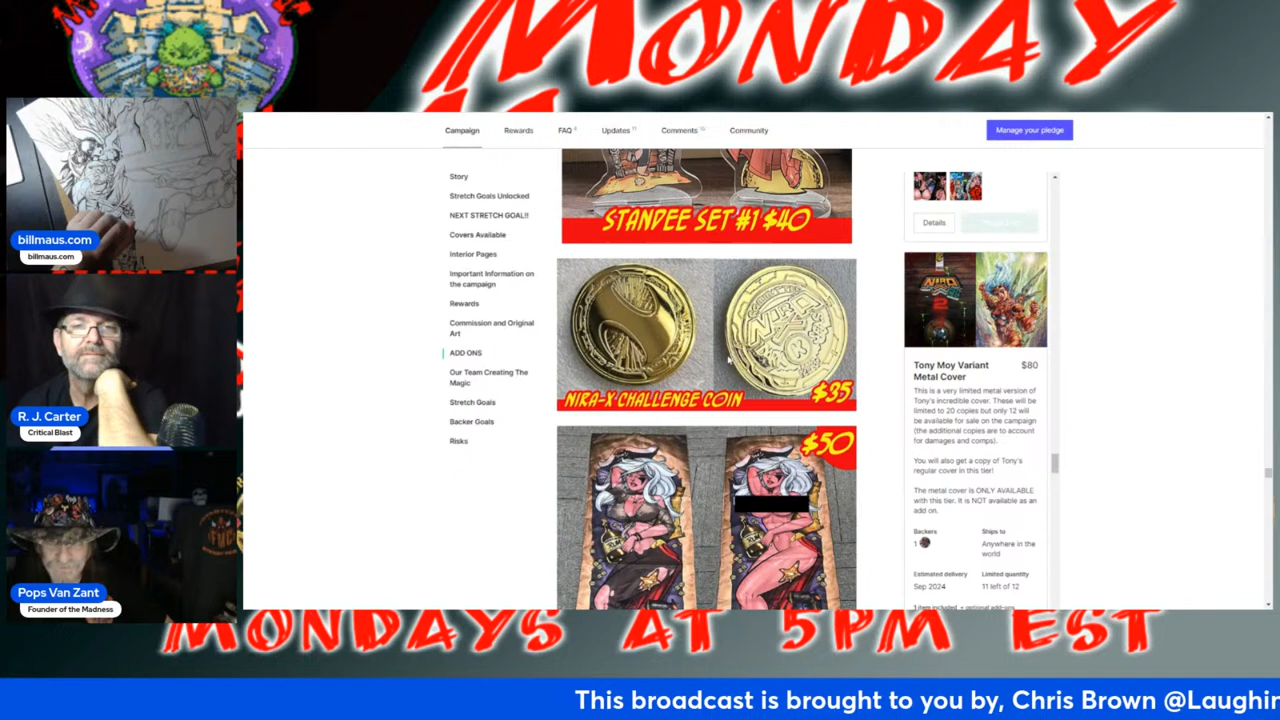 MONDAY
billmaus.com
billmaus.com
R. J. Carter
Critical Blast
Pops Van Zant
Founder of the Madness
Campaign Rewards FAQ Updates 11 Comments Community
Manage your pledge
Story
Stretch Goals Unlocked
NEXT STRETCH GOAL!!
Covers Available
Interior Pages
Important Information on
the campaign
Rewards
Commission and Original
Art
ADD ONS
Our Team Creating The
Magic
Stretch Goals
Backer Goals
Risks
STANDEE SET #1 $40
NIRA-X CHALLENGE COIN $35
$50
Details
Tony Moy Variant $80
Metal Cover
This is a very limited metal version of
Tony's incredible cover. These will be
limited to 20 copies but only 12 will
be available for sale on the campaign
(the additional copies are to account
for damages and comps).
You will also get a copy of Tony's
regular cover in this tier!
The metal cover is ONLY AVAILABLE
with this tier. It is NOT available as an
add on.
Backers Ships to
1 Anywhere in the
world
Estimated delivery Limited quantity
Sep 2024 11 left of 12
1 item included + optional add-ons
MONDAYS AT 5PM EST
This broadcast is brought to you by, Chris Brown @Laughin